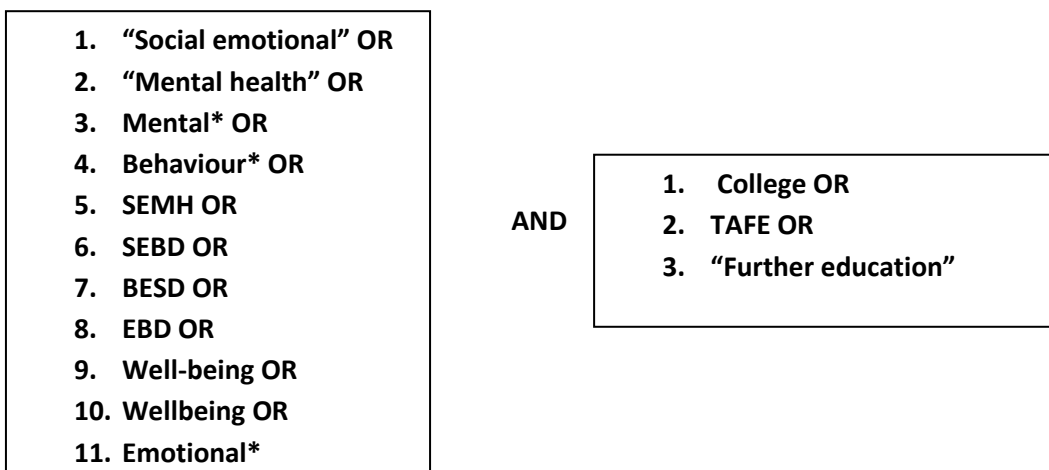 1. “Social emotional” OR
2. “Mental health” OR
3. Mental* OR
4. Behaviour* OR
5. SEMH OR
6. SEBD OR
7. BESD OR
8. EBD OR
9. Well-being OR
10. Wellbeing OR
11. Emotional*
AND
1. College OR
2. TAFE OR
3. “Further education”